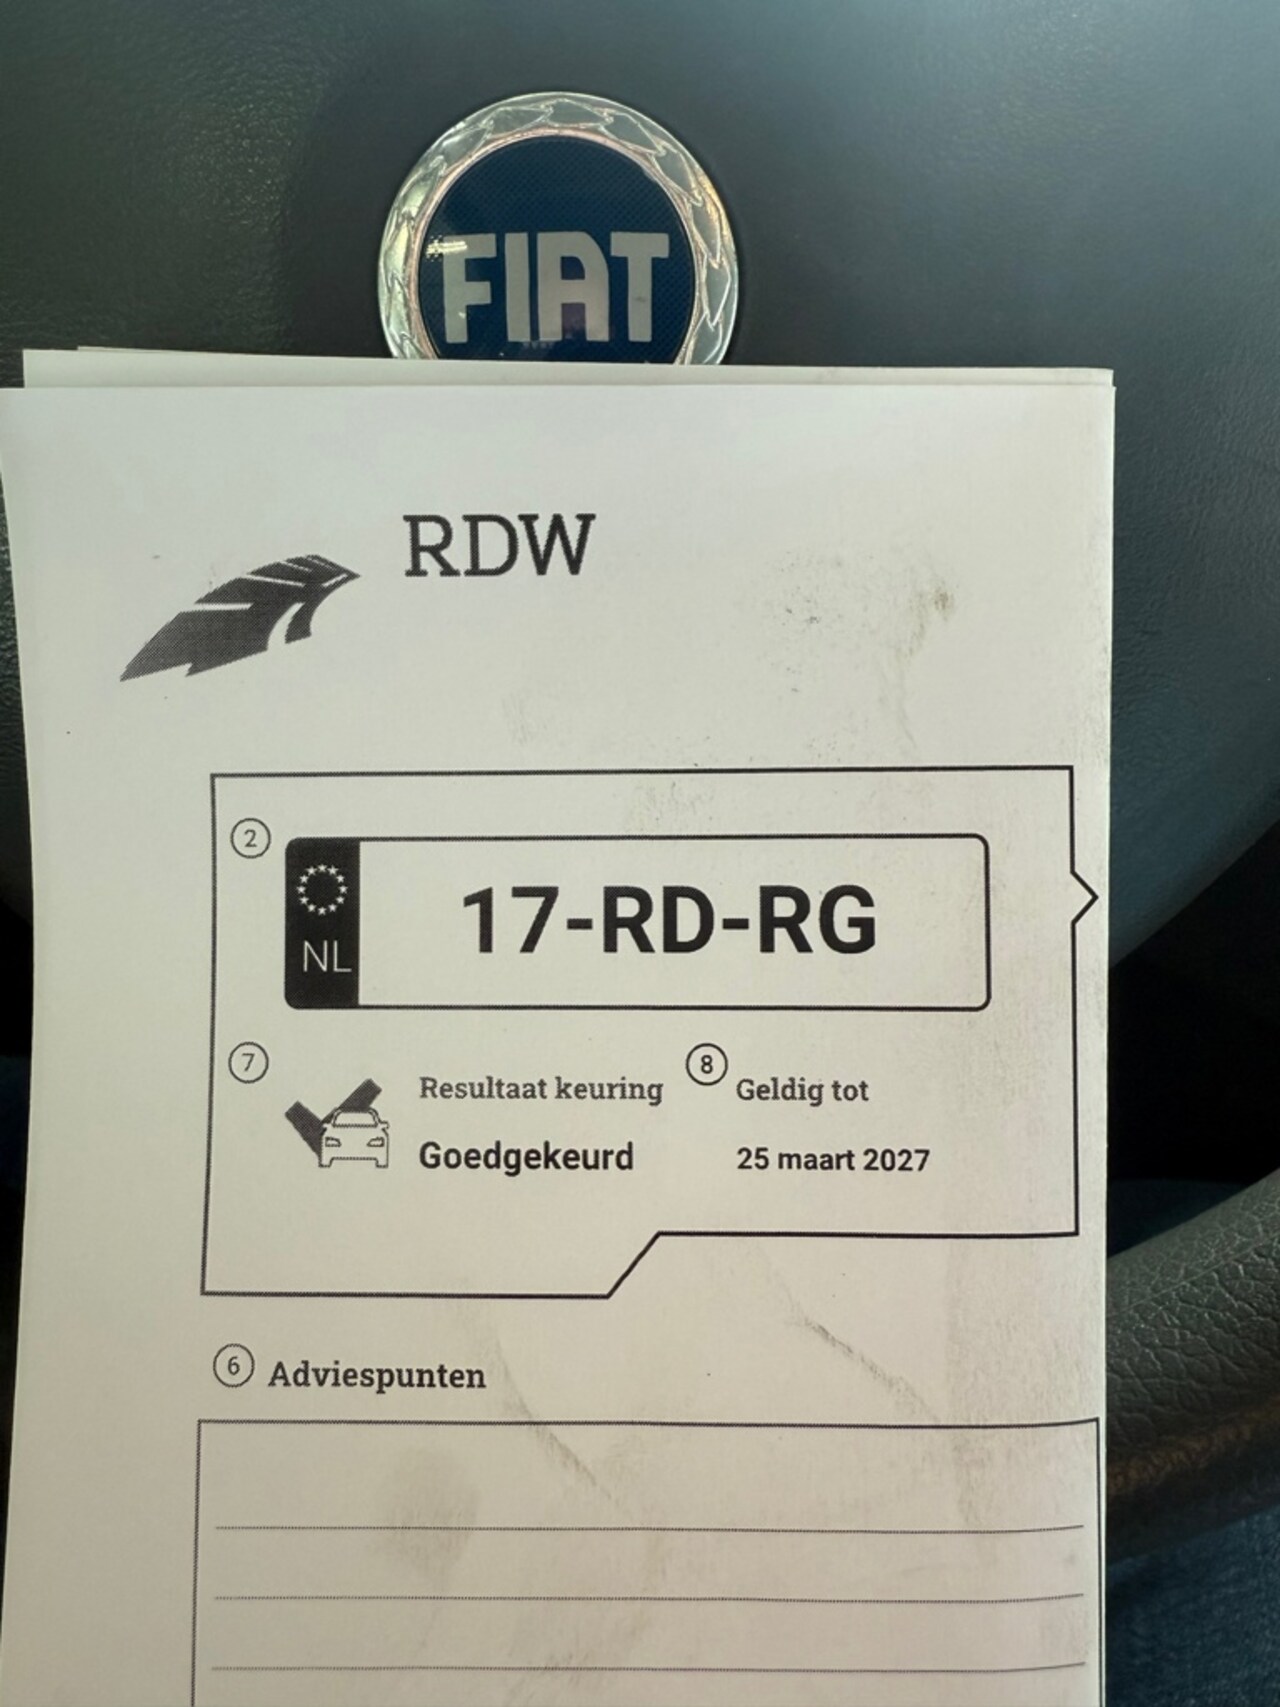 FIAT
RDW
2
NL
17-RD-RG
7
Resultaat keuring
8
Geldig tot
Goedgekeurd
25 maart 2027
6 Adviespunten